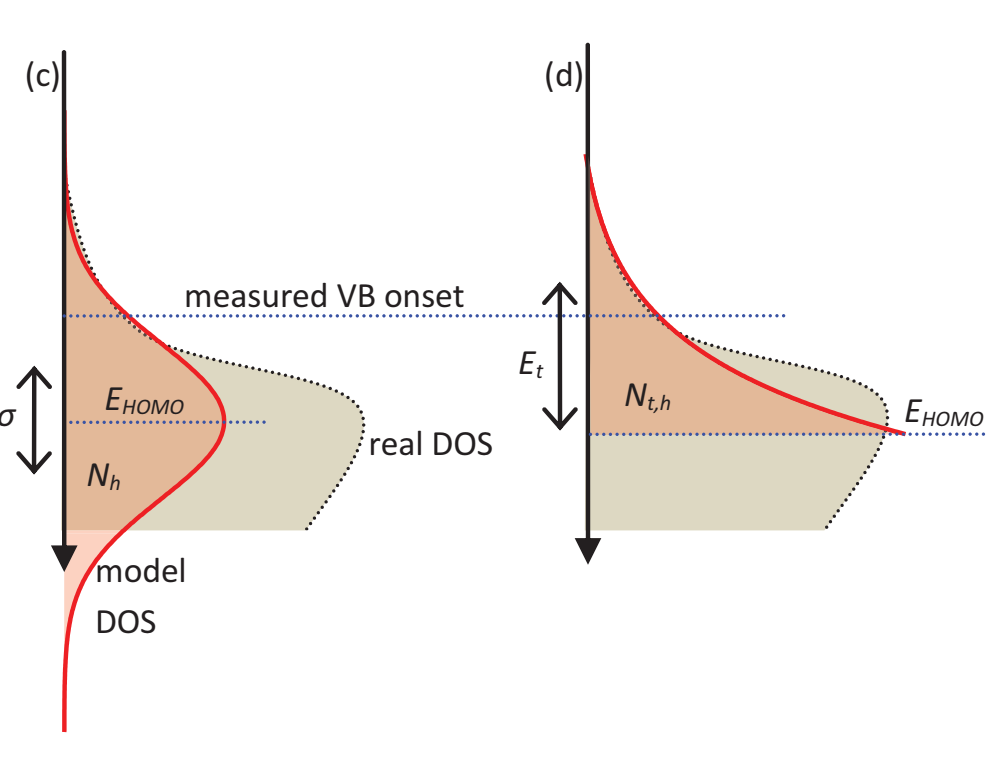 (c)
(d)
measured VB onset
E_t
σ
E_HOMO
N_t,h
E_HOMO
real DOS
N_h
model
DOS